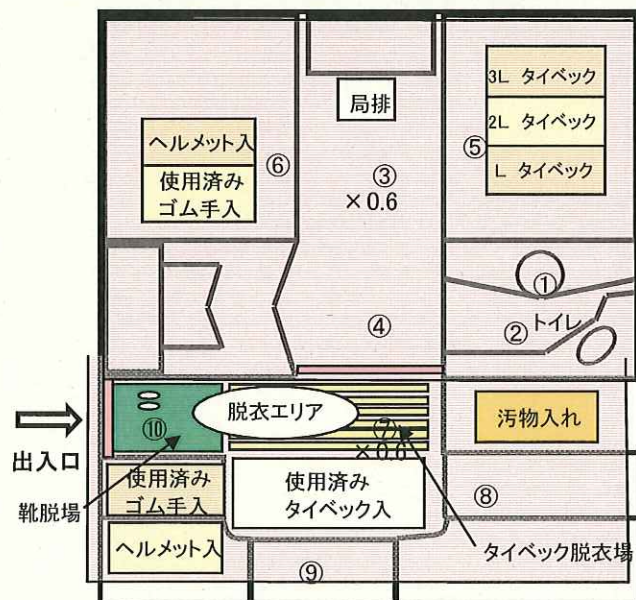 局排
3L タイベック
2L タイベック
L タイベック
⑤
ヘルメット入
使用済み
ゴム手入
⑥
③
×0.6
④
①
②
トイレ
出入口
⑩
脱衣エリア
⑦
×0.6
汚物入れ
靴脱場
使用済み
ゴム手入
ヘルメット入
使用済み
タイベック入
⑧
タイベック脱衣場
⑨